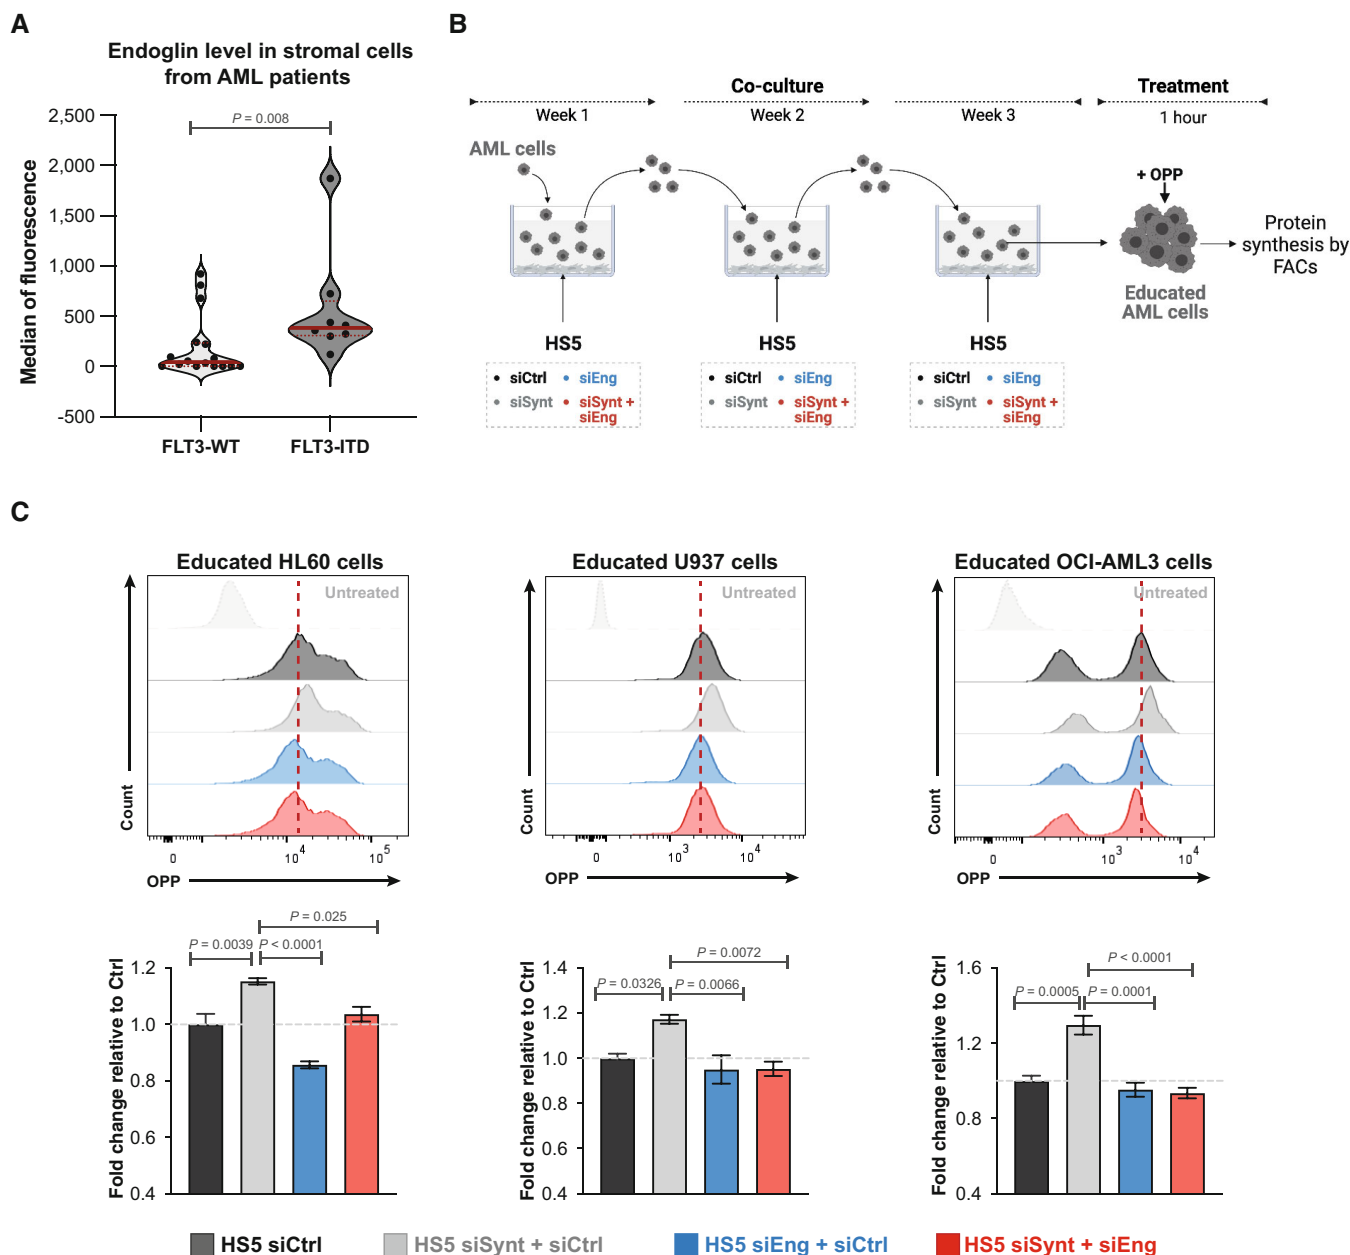 A
Endoglin level in stromal cells
from AML patients
P = 0.008
2,500
2,000
1,500
1,000
500
0
-500
Median of fluorescence
FLT3-WT
FLT3-ITD
B
Co-culture
Treatment
Week 1
Week 2
Week 3
1 hour
AML cells
+ OPP
Protein
synthesis by
FACs
Educated
AML cells
HS5
HS5
HS5
siCtrl siEng
siSynt siSynt +
siEng
siCtrl siEng
siSynt siSynt +
siEng
siCtrl siEng
siSynt siSynt +
siEng
C
Educated HL60 cells
Untreated
Count
0 10^4 10^5
OPP
Educated U937 cells
Count
0 10^3 10^4
OPP
Educated OCI-AML3 cells
Untreated
Count
0 10^3 10^4
OPP
P = 0.025
P = 0.0039 P < 0.0001
Fold change relative to Ctrl
1.2
1.0
0.8
0.6
0.4
P = 0.0072
P = 0.0326 P = 0.0066
Fold change relative to Ctrl
1.4
1.2
1.0
0.8
0.6
0.4
P < 0.0001
P = 0.0005 P = 0.0001
Fold change relative to Ctrl
1.6
1.2
0.8
0.4
HS5 siCtrl HS5 siSynt + siCtrl HS5 siEng + siCtrl HS5 siSynt + siEng